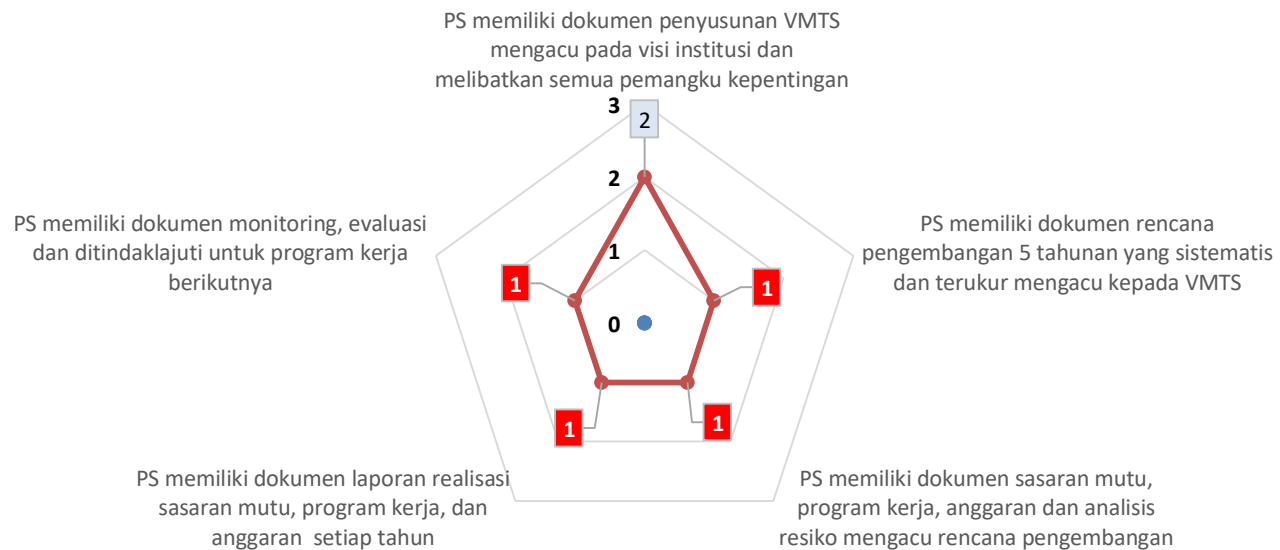 PS memiliki dokumen penyusunan VMTS
mengacu pada visi institusi dan
melibatkan semua pemangku kepentingan
3
2
2
1
0
PS memiliki dokumen rencana
pengembangan 5 tahunan yang sistematis
dan terukur mengacu kepada VMTS
1
PS memiliki dokumen sasaran mutu,
program kerja, anggaran dan analisis
resiko mengacu rencana pengembangan
1
PS memiliki dokumen laporan realisasi
sasaran mutu, program kerja, dan
anggaran  setiap tahun
1
PS memiliki dokumen monitoring, evaluasi
dan ditindaklajuti untuk program kerja
berikutnya
1